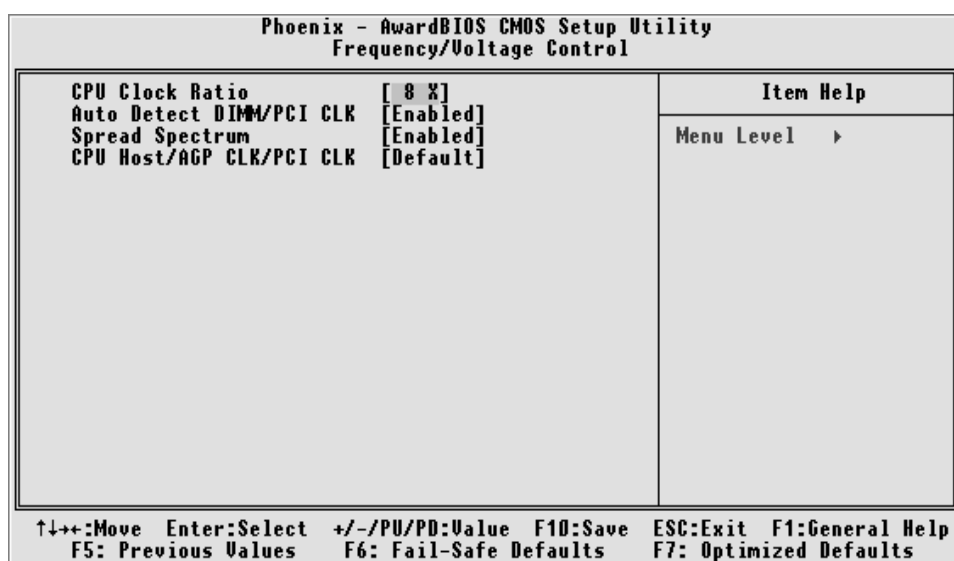 Phoenix - AwardBIOS CMOS Setup Utility
Frequency/Voltage Control
CPU Clock Ratio [ 8 X]
Auto Detect DIMM/PCI CLK [Enabled]
Spread Spectrum [Enabled]
CPU Host/AGP CLK/PCI CLK [Default]
Item Help
Menu Level ▸
↑↓→←:Move Enter:Select +/-/PU/PD:Value F10:Save ESC:Exit F1:General Help
F5: Previous Values F6: Fail-Safe Defaults F7: Optimized Defaults